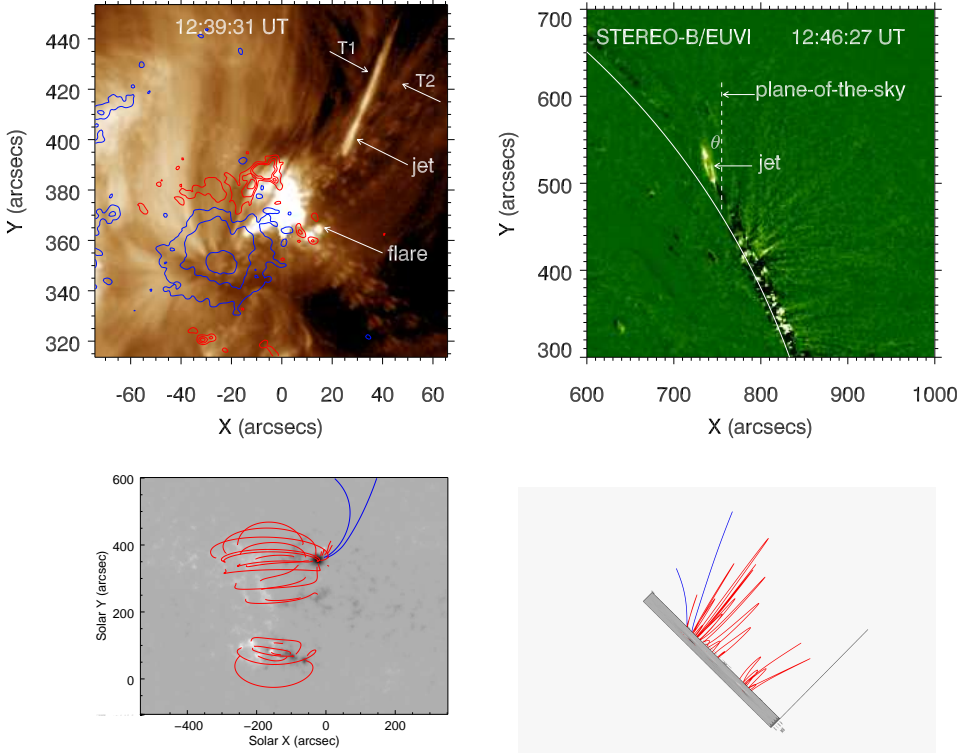 12:39:31 UT
T1
T2
jet
flare
440
420
400
380
360
340
320
-60 -40 -20 0 20 40 60
X (arcsecs)
Y (arcsecs)
STEREO-B/EUVI 12:46:27 UT
plane-of-the-sky
θ
jet
700
600
500
400
300
600 700 800 900 1000
X (arcsecs)
Y (arcsecs)
600
400
200
0
−400 −200 0 200
Solar X (arcsec)
Solar Y (arcsec)